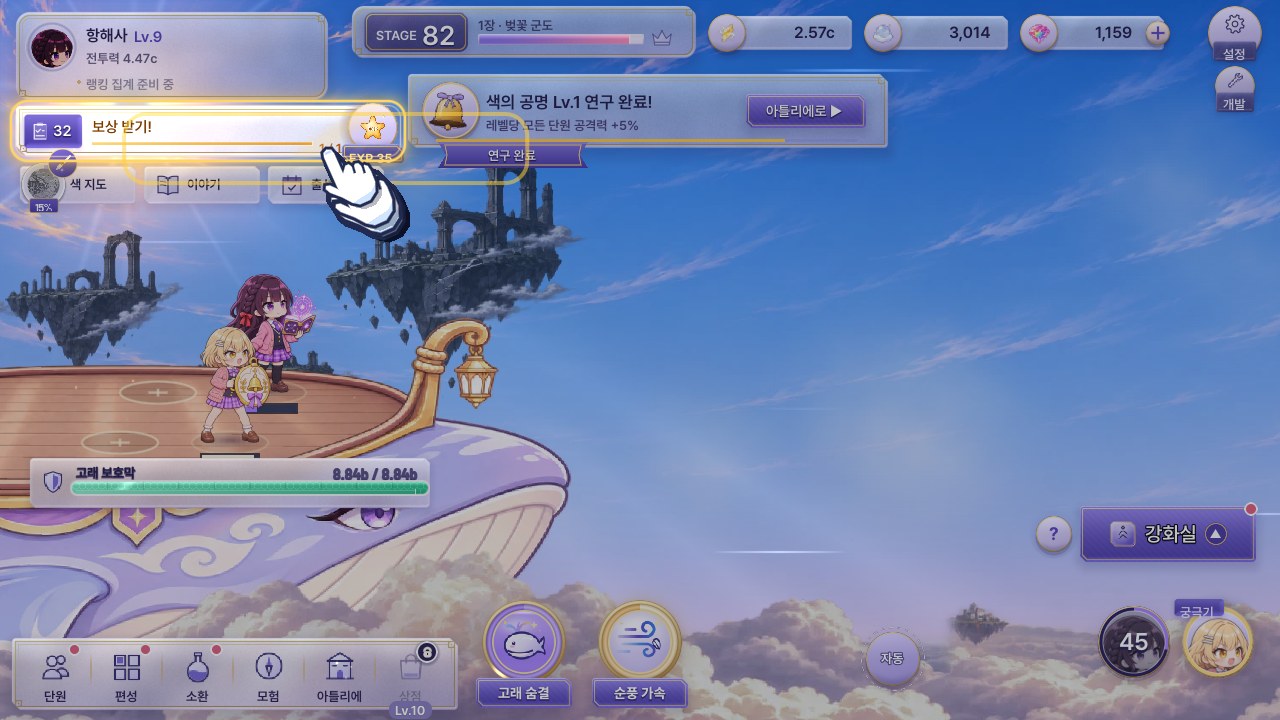 항해사 Lv.9
전투력 4.47c
* 랭킹 집계 준비 중
STAGE 82
1장 · 벚꽃 군도
2.57c
3,014
1,159
설정
개발
32
보상 받기!
EXP 35
색의 공명 Lv.1 연구 완료!
레벨당 모든 단원 공격력 +5%
아틀리에로 ▶
연구 완료
색 지도
15%
이야기
고래 보호막
8.84b / 8.84b
?
강화실
단원
편성
소환
모험
아틀리에
상점
Lv.10
고래 숨결
순풍 가속
자동
45
궁극기